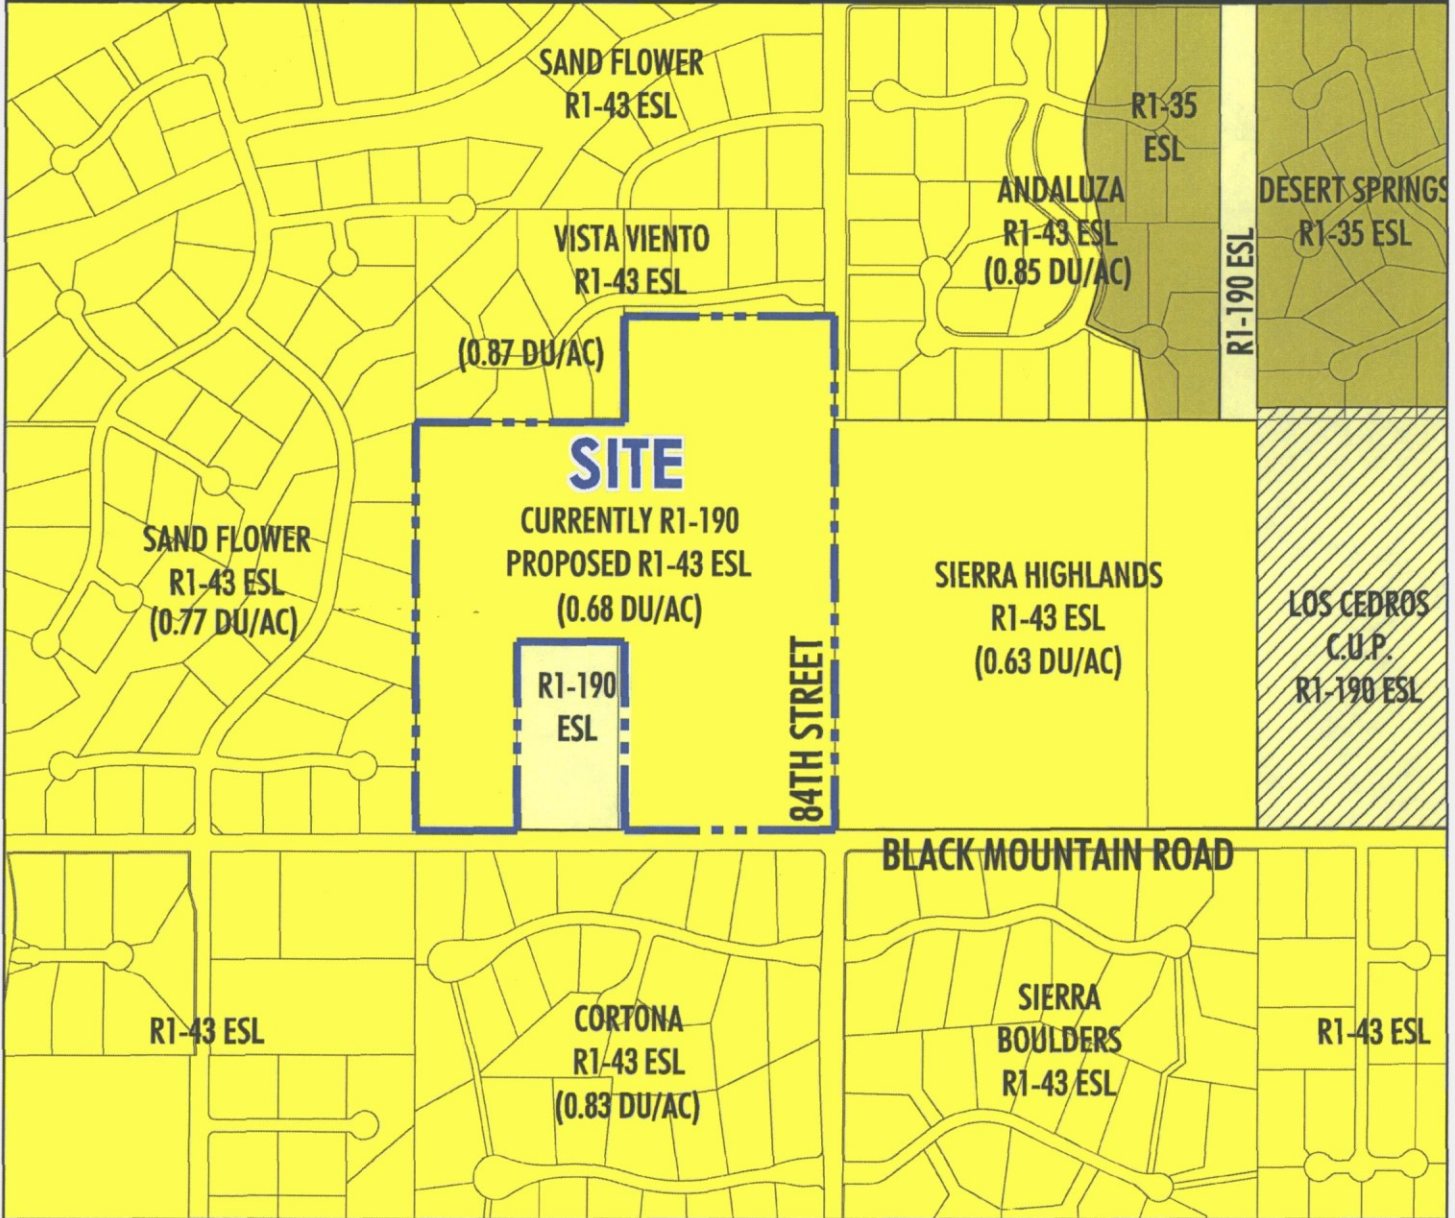 SAND FLOWER
R1-43 ESL
R1-35
ESL
ANDALUZA
R1-43 ESL
(0.85 DU/AC)
DESERT SPRINGS
R1-35 ESL
R1-190 ESL
VISTA VIENTO
R1-43 ESL
(0.87 DU/AC)
SITE
CURRENTLY R1-190
PROPOSED R1-43 ESL
(0.68 DU/AC)
SAND FLOWER
R1-43 ESL
(0.77 DU/AC)
R1-190
ESL
84TH STREET
SIERRA HIGHLANDS
R1-43 ESL
(0.63 DU/AC)
LOS CEDROS
C.U.P.
R1-190 ESL
BLACK MOUNTAIN ROAD
R1-43 ESL
CORTONA
R1-43 ESL
(0.83 DU/AC)
SIERRA
BOULDERS
R1-43 ESL
R1-43 ESL